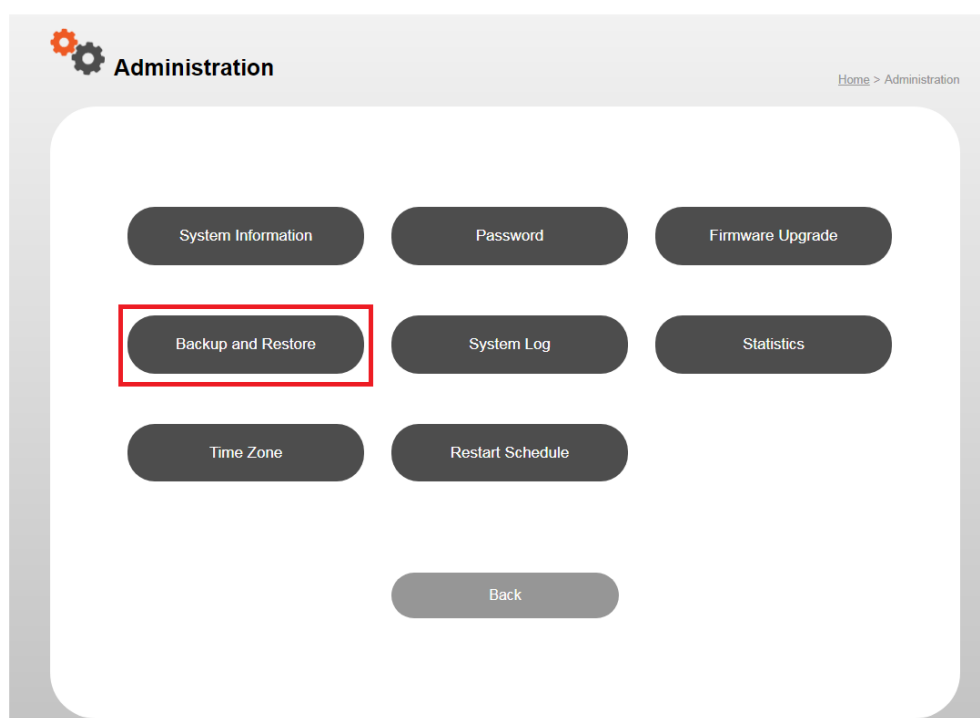 Administration
Home > Administration
System Information
Password
Firmware Upgrade
Backup and Restore
System Log
Statistics
Time Zone
Restart Schedule
Back